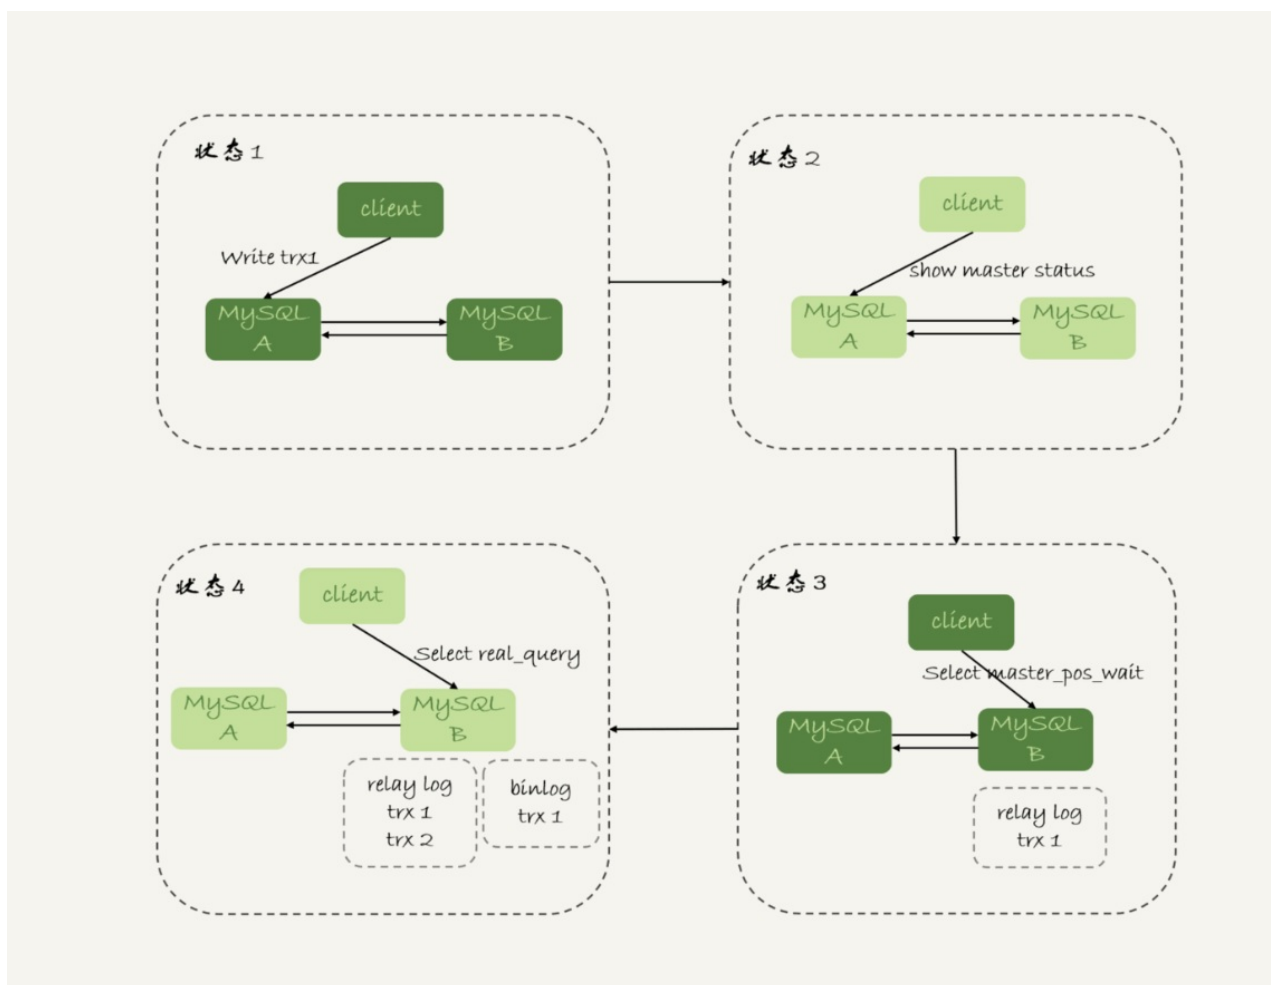 状态1
client
Write trx1
MySQL
A
MySQL
B
状态2
client
show master status
MySQL
A
MySQL
B
状态3
client
Select master_pos_wait
MySQL
A
MySQL
B
relay log
trx 1
状态4
client
Select real_query
MySQL
A
MySQL
B
relay log
trx 1
trx 2
binlog
trx 1